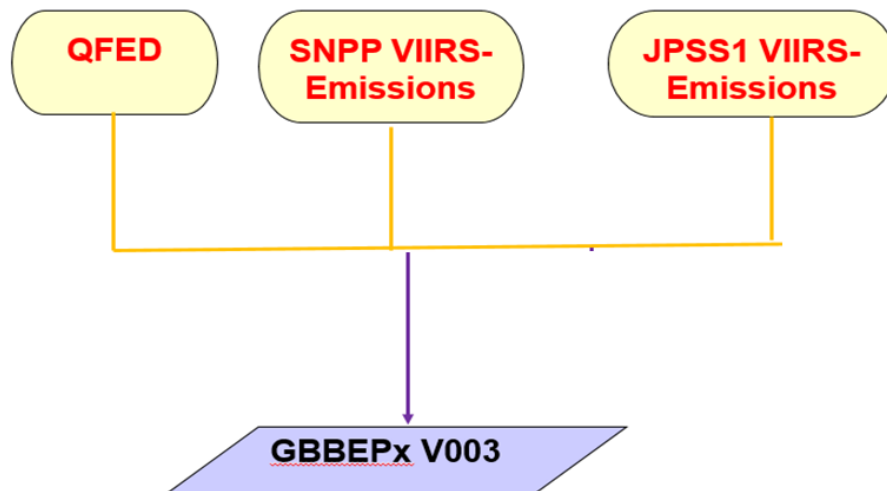 QFED
SNPP VIIRS-
Emissions
JPSS1 VIIRS-
Emissions
GBBEPx V003